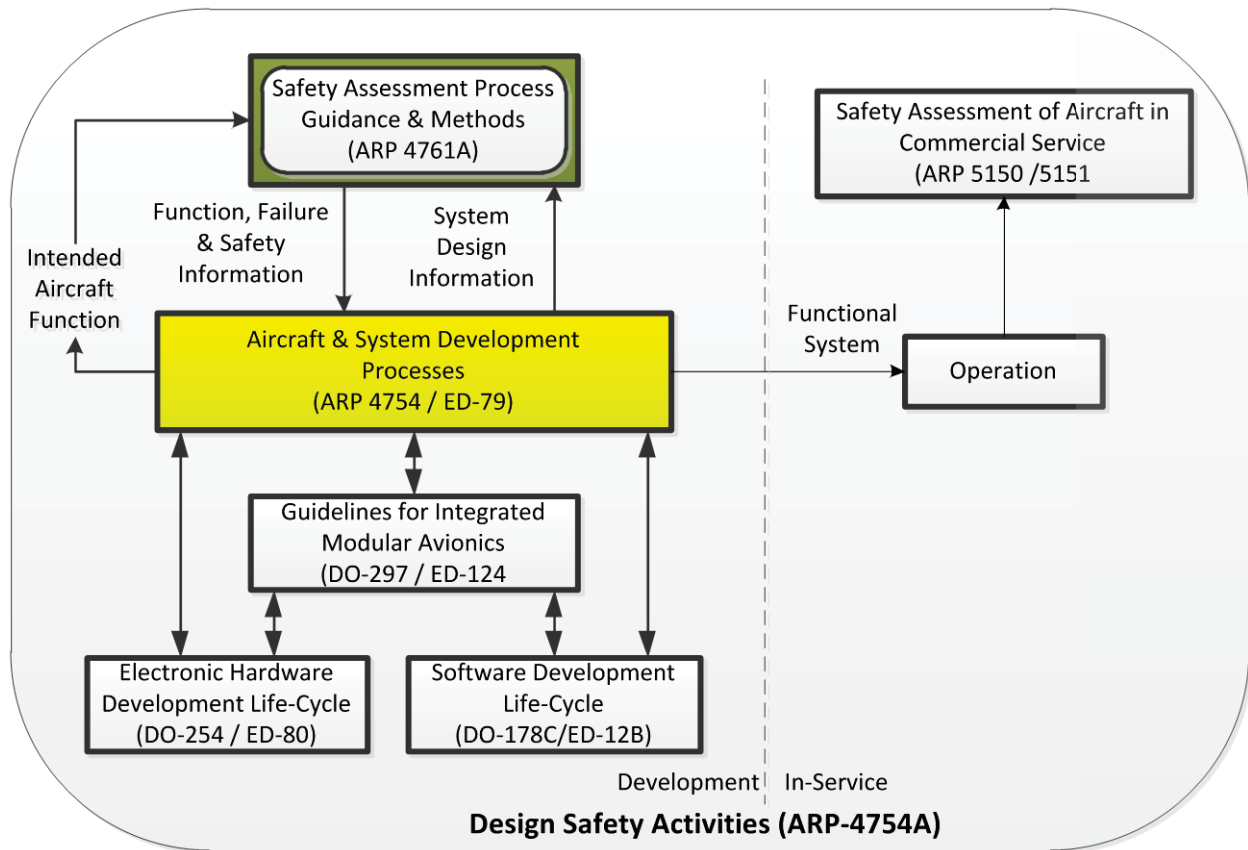 Safety Assessment Process
Guidance & Methods
(ARP 4761A)
Safety Assessment of Aircraft in
Commercial Service
(ARP 5150 /5151
Function, Failure
& Safety
Information
System
Design
Information
Intended
Aircraft
Function
Aircraft & System Development
Processes
(ARP 4754 / ED-79)
Functional
System
Operation
Guidelines for Integrated
Modular Avionics
(DO-297 / ED-124
Electronic Hardware
Development Life-Cycle
(DO-254 / ED-80)
Software Development
Life-Cycle
(DO-178C/ED-12B)
Development
In-Service
Design Safety Activities (ARP-4754A)